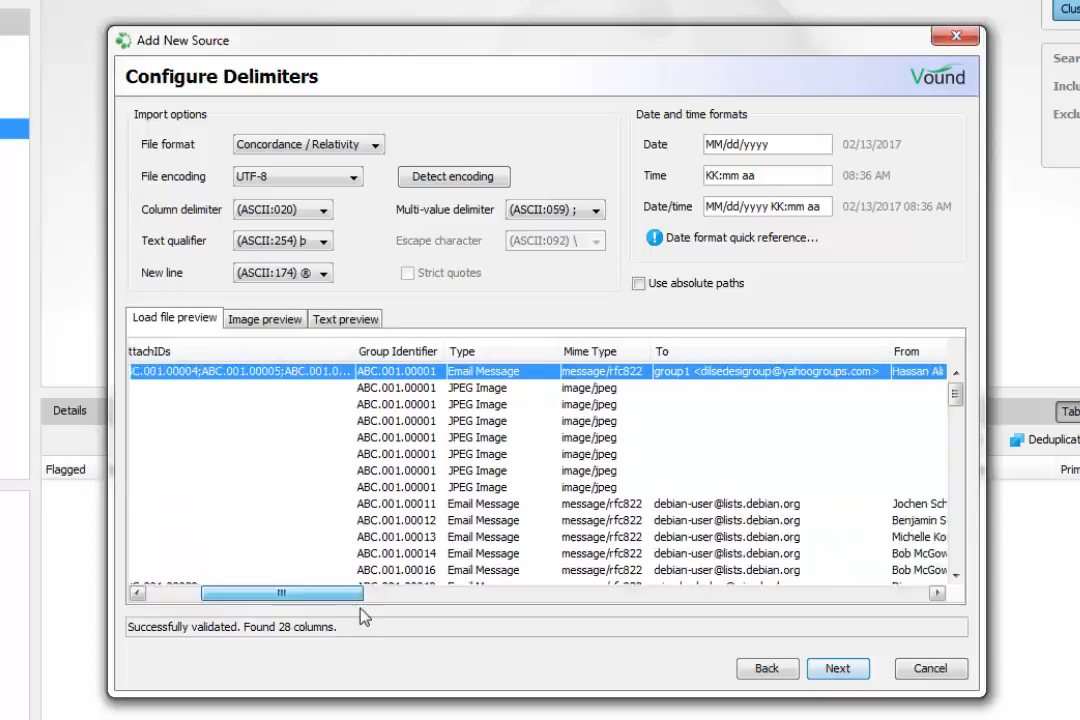 Clus
Add New Source
Configure Delimiters
Vound
Sear
Inclu
Exclu
Import options
Date and time formats
File format Concordance / Relativity
Date MM/dd/yyyy 02/13/2017
File encoding UTF-8 Detect encoding
Time KK:mm aa 08:36 AM
Column delimiter (ASCII:020) Multi-value delimiter (ASCII:059) ;
Date/time MM/dd/yyyy KK:mm aa 02/13/2017 08:36 AM
Text qualifier (ASCII:254) þ Escape character (ASCII:092) \
Date format quick reference...
New line (ASCII:174) ® Strict quotes
Use absolute paths
Load file preview Image preview Text preview
ttachIDs Group Identifier Type Mime Type To From
C.001.00004;ABC.001.00005;ABC.001.0... ABC.001.00001 Email Message message/rfc822 group1 <dilsedesigroup@yahoogroups.com> Hassan Ali
ABC.001.00001 JPEG Image image/jpeg
ABC.001.00001 JPEG Image image/jpeg
ABC.001.00001 JPEG Image image/jpeg
ABC.001.00001 JPEG Image image/jpeg
ABC.001.00001 JPEG Image image/jpeg
ABC.001.00001 JPEG Image image/jpeg
ABC.001.00001 JPEG Image image/jpeg
ABC.001.00011 Email Message message/rfc822 debian-user@lists.debian.org Jochen Sch
ABC.001.00012 Email Message message/rfc822 debian-user@lists.debian.org Benjamin S
ABC.001.00013 Email Message message/rfc822 debian-user@lists.debian.org Michelle Ko
ABC.001.00014 Email Message message/rfc822 debian-user@lists.debian.org Bob McGow
ABC.001.00016 Email Message message/rfc822 debian-user@lists.debian.org Bob McGow
Successfully validated. Found 28 columns.
Back Next Cancel
Details
Tab
Deduplicat
Flagged
Prim